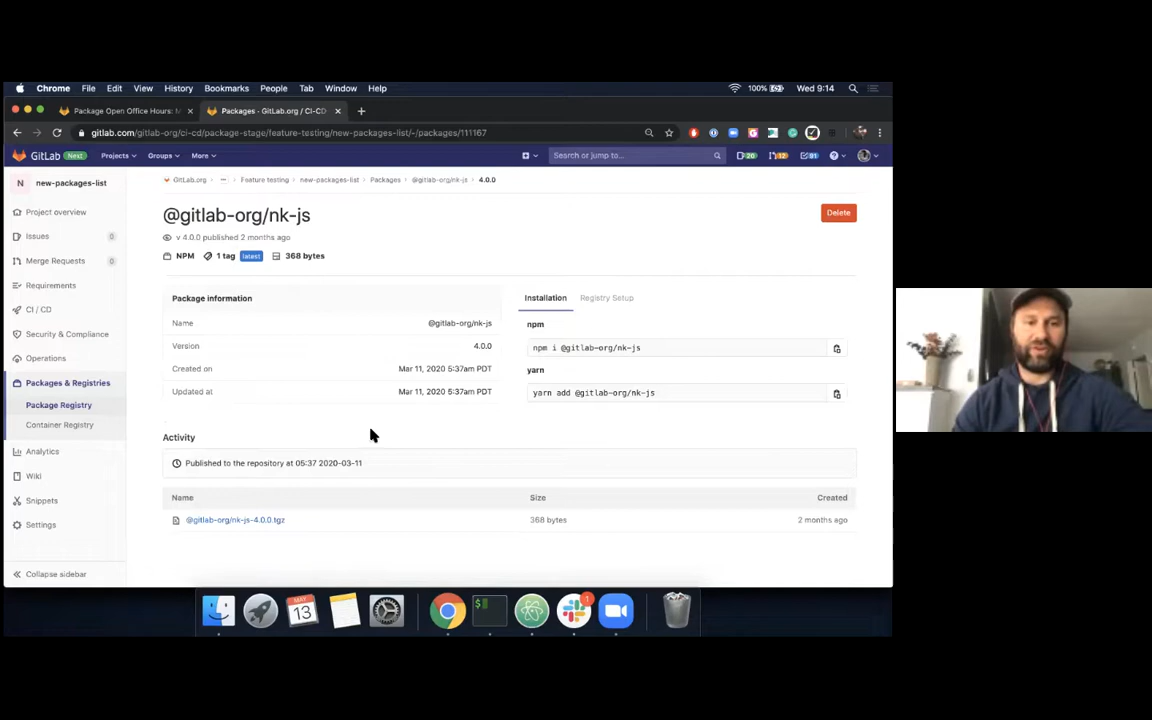 Chrome File Edit View History Bookmarks People Tab Window Help 100% Wed 9:14
Package Open Office Hours: M Packages · GitLab.org / CI-CD
gitlab.com/gitlab-org/ci-cd/package-stage/feature-testing/new-packages-list/-/packages/111167
GitLab Next Projects Groups More Search or jump to...
N new-packages-list
Project overview
Issues 0
Merge Requests 0
Requirements
CI / CD
Security & Compliance
Operations
Packages & Registries
Package Registry
Container Registry
Analytics
Wiki
Snippets
Settings
Collapse sidebar
GitLab.org > ... > Feature testing > new-packages-list > Packages > @gitlab-org/nk-js > 4.0.0
@gitlab-org/nk-js
Delete
v 4.0.0 published 2 months ago
NPM 1 tag latest 368 bytes
Package information
Name @gitlab-org/nk-js
Version 4.0.0
Created on Mar 11, 2020 5:37am PDT
Updated at Mar 11, 2020 5:37am PDT
Installation Registry Setup
npm
npm i @gitlab-org/nk-js
yarn
yarn add @gitlab-org/nk-js
Activity
Published to the repository at 05:37 2020-03-11
Name Size Created
@gitlab-org/nk-js-4.0.0.tgz 368 bytes 2 months ago
MAY
13
$
1